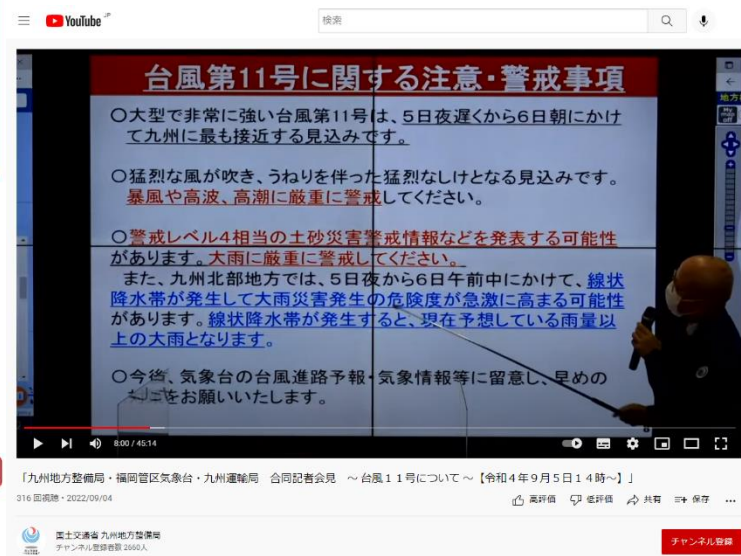 YouTube JP
検索
台風第11号に関する注意・警戒事項
○大型で非常に強い台風第11号は、5日夜遅くから6日朝にかけ
て九州に最も接近する見込みです。
○猛烈な風が吹き、うねりを伴った猛烈なしけとなる見込みです。
暴風や高波、高潮に厳重に警戒してください。
○警戒レベル4相当の土砂災害警戒情報などを発表する可能性
があります。大雨に厳重に警戒してください。
また、九州北部地方では、5日夜から6日午前中にかけて、線状
降水帯が発生して大雨災害発生の危険度が急激に高まる可能性
があります。線状降水帯が発生すると、現在予想している雨量以
上の大雨となります。
○今後、気象台の台風進路予報・気象情報等に留意し、早めの
をお願いいたします。
8:00 / 45:14
「九州地方整備局・福岡管区気象台・九州運輸局 合同記者会見 ~ 台風11号について ~【令和4年9月5日14時~】」
316 回視聴・2022/09/04
高評価 低評価 共有 保存 …
国土交通省 九州地方整備局
チャンネル登録者数 2660人
チャンネル登録